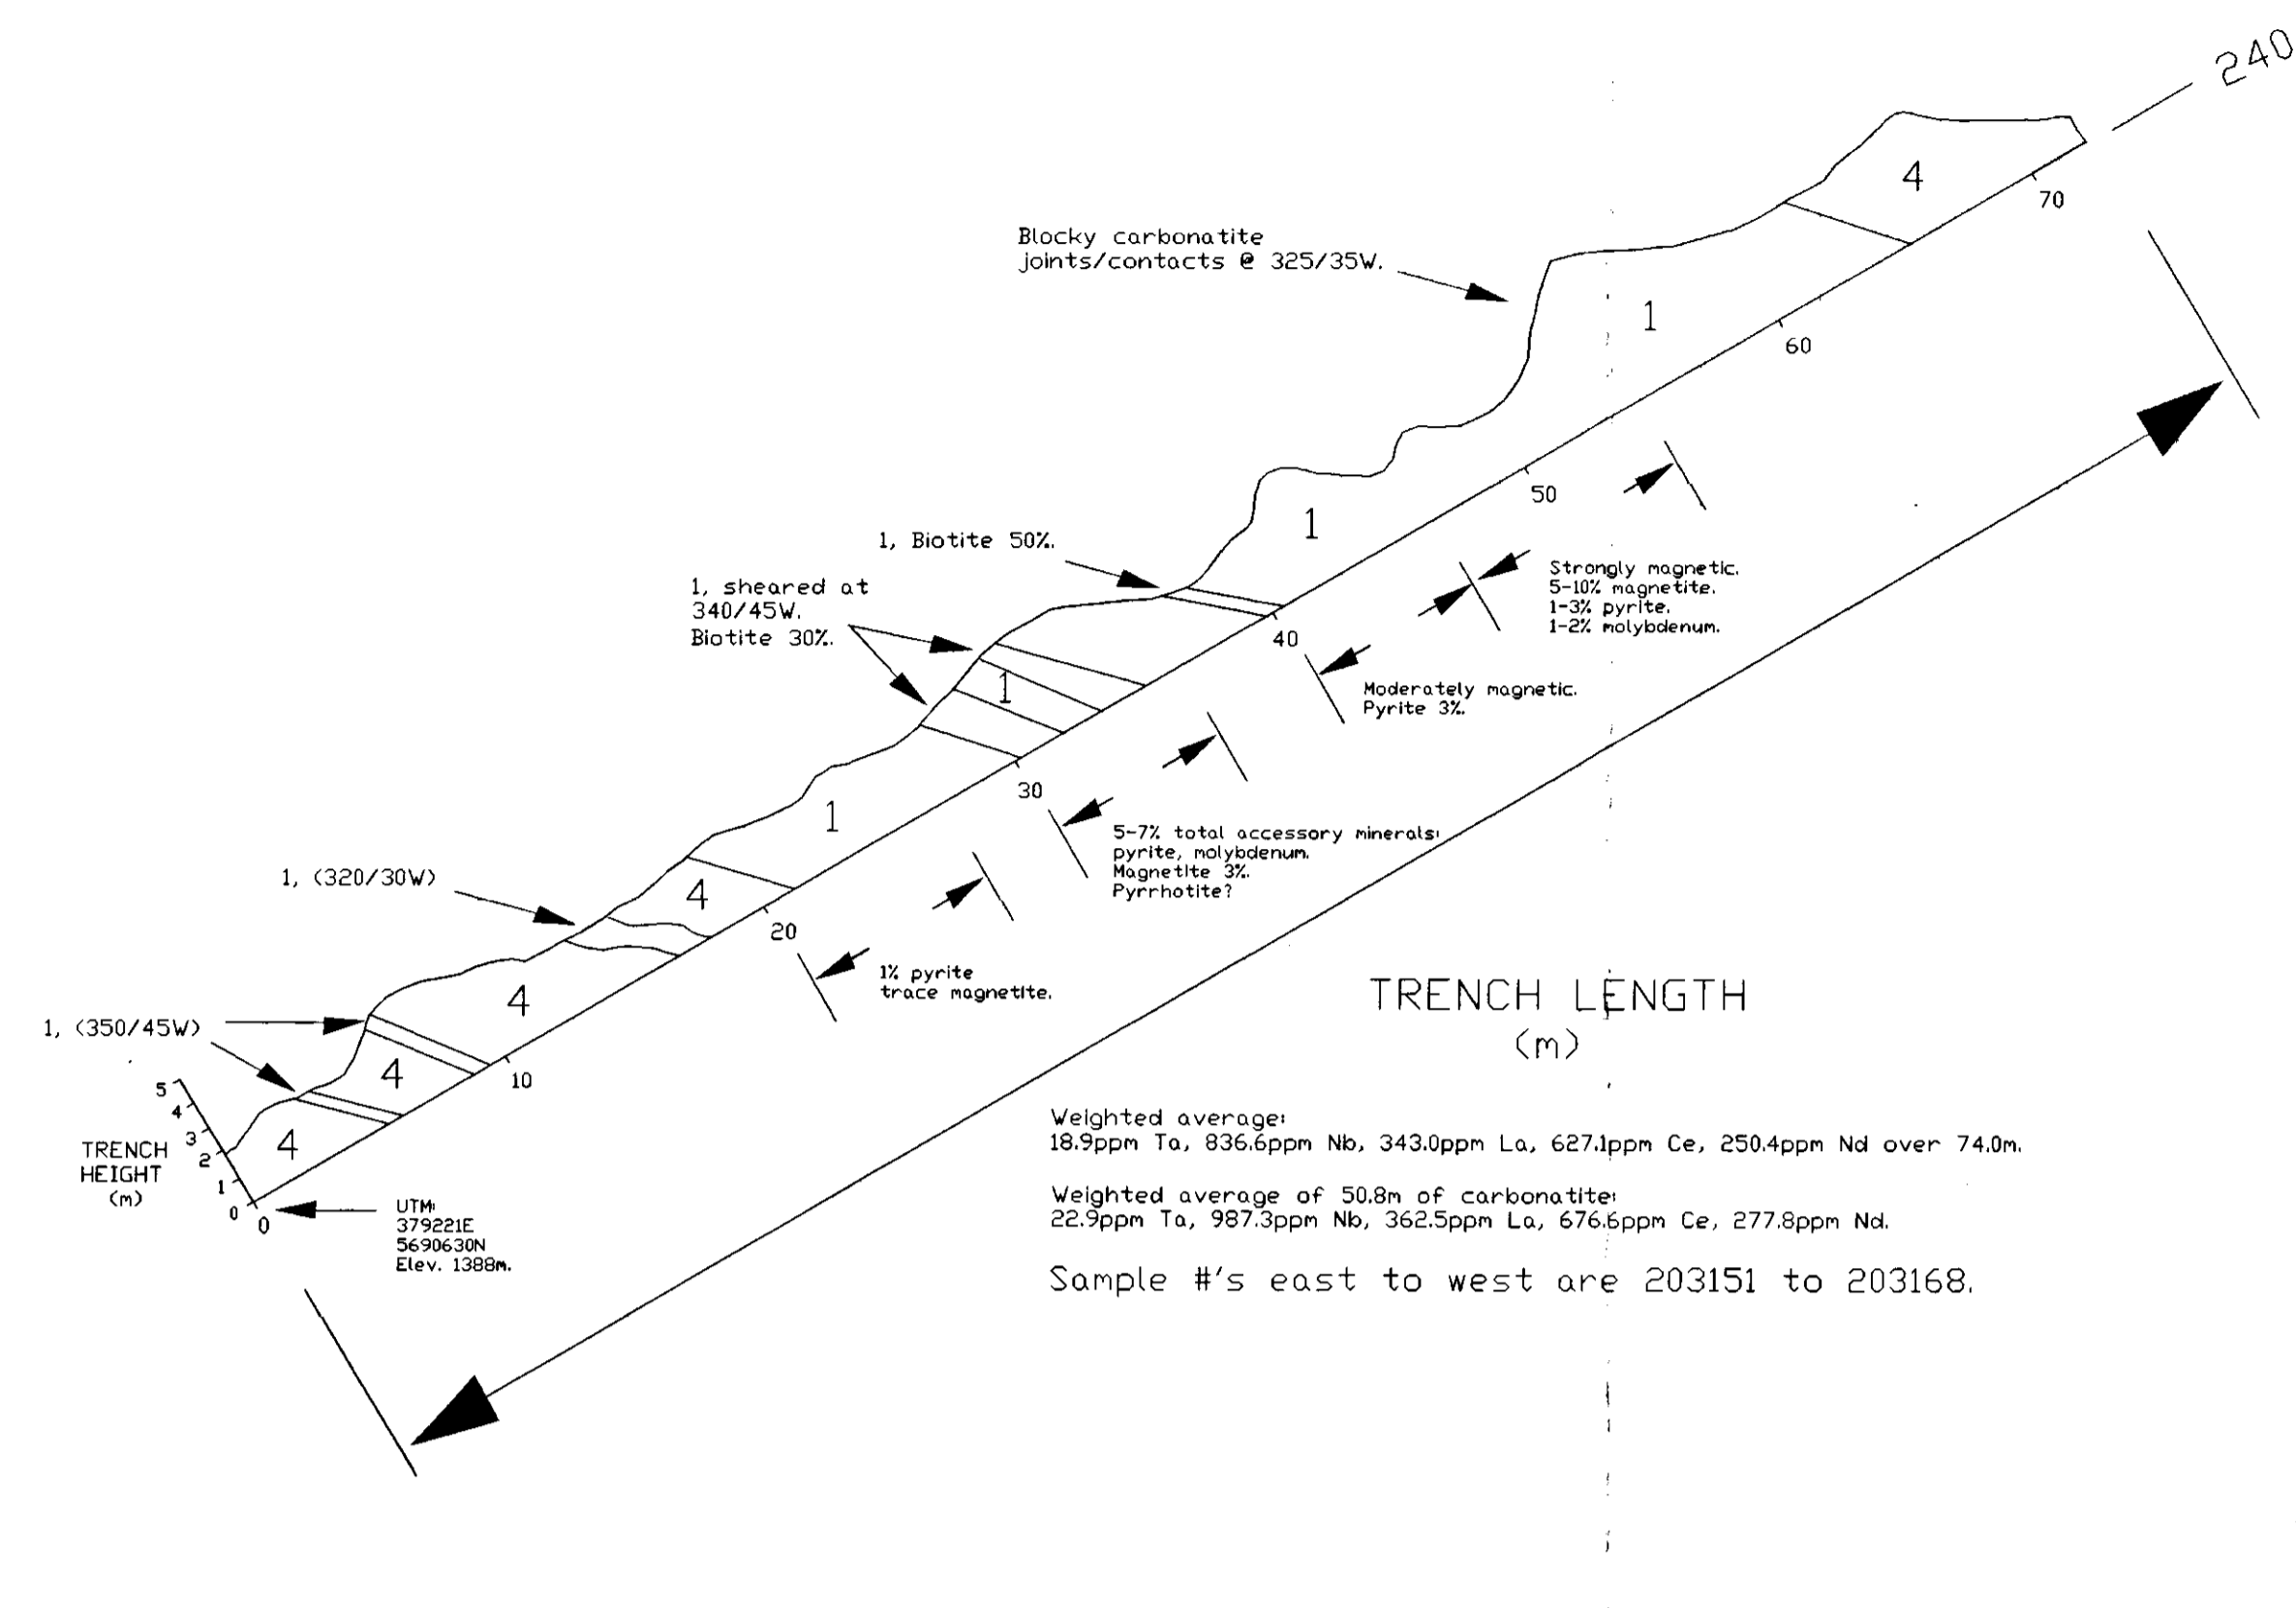 240
4
70
Blocky carbonatite
joints/contacts @ 325/35W.
1
60
50
1, Biotite 50%.
1
Strongly magnetic.
5-10% magnetite.
1-3% pyrite.
1-2% molybdenum.
1, sheared at
340/45W.
Biotite 30%.
40
1
Moderately magnetic.
Pyrite 3%.
30
1
5-7% total accessory minerals:
pyrite, molybdenum.
Magnetite 3%.
Pyrrhotite?
1, (320/30W)
4
20
1% pyrite
trace magnetite.
4
1, (350/45W)
4
10
TRENCH LENGTH
(m)
5
4
3
2
1
0
0
TRENCH
HEIGHT
(m)
4
UTM:
379221E
5690630N
Elev. 1388m.
Weighted average:
18.9ppm Ta, 836.6ppm Nb, 343.0ppm La, 627.1ppm Ce, 250.4ppm Nd over 74.0m.
Weighted average of 50.8m of carbonatite:
22.9ppm Ta, 987.3ppm Nb, 362.5ppm La, 676.6ppm Ce, 277.8ppm Nd.
Sample #'s east to west are 203151 to 203168.